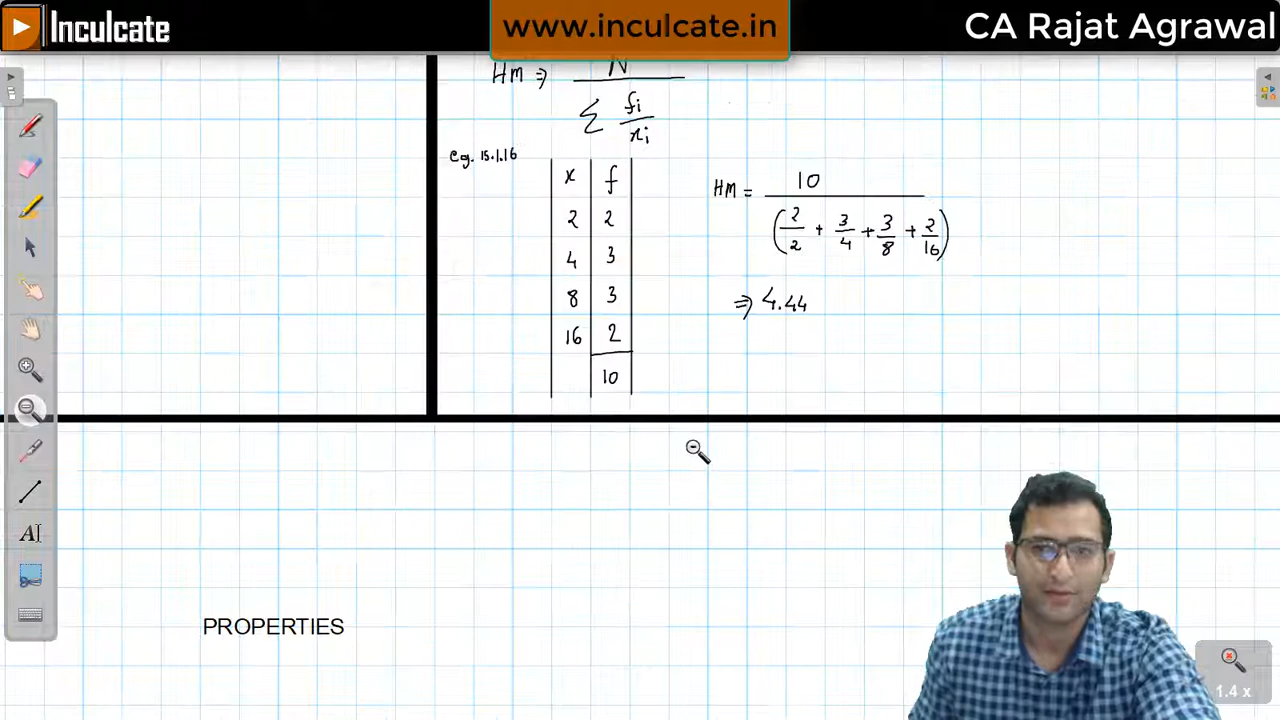 Inculcate
www.inculcate.in
CA Rajat Agrawal
HM ⇒ N / Σ fi/xi
eg. 15.1.16
x f
2 2
4 3
8 3
16 2
10
HM = 10 / (2/2 + 3/4 + 3/8 + 2/16)
⇒ 4.44
PROPERTIES
A
1.4 x